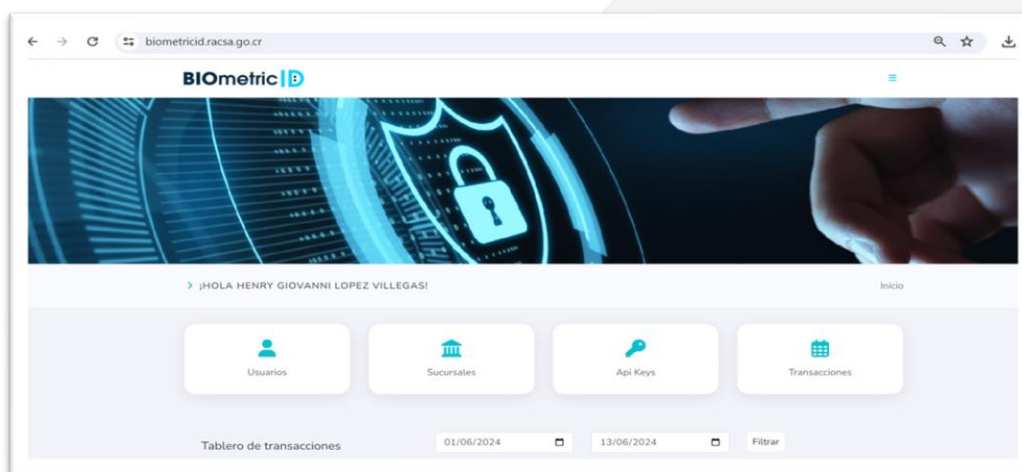 biometricid.racsa.go.cr
BIOmetric ID
¡HOLA HENRY GIOVANNI LOPEZ VILLEGAS!
Inicio
Usuarios
Sucursales
Api Keys
Transacciones
Tablero de transacciones
01/06/2024
13/06/2024
Filtrar